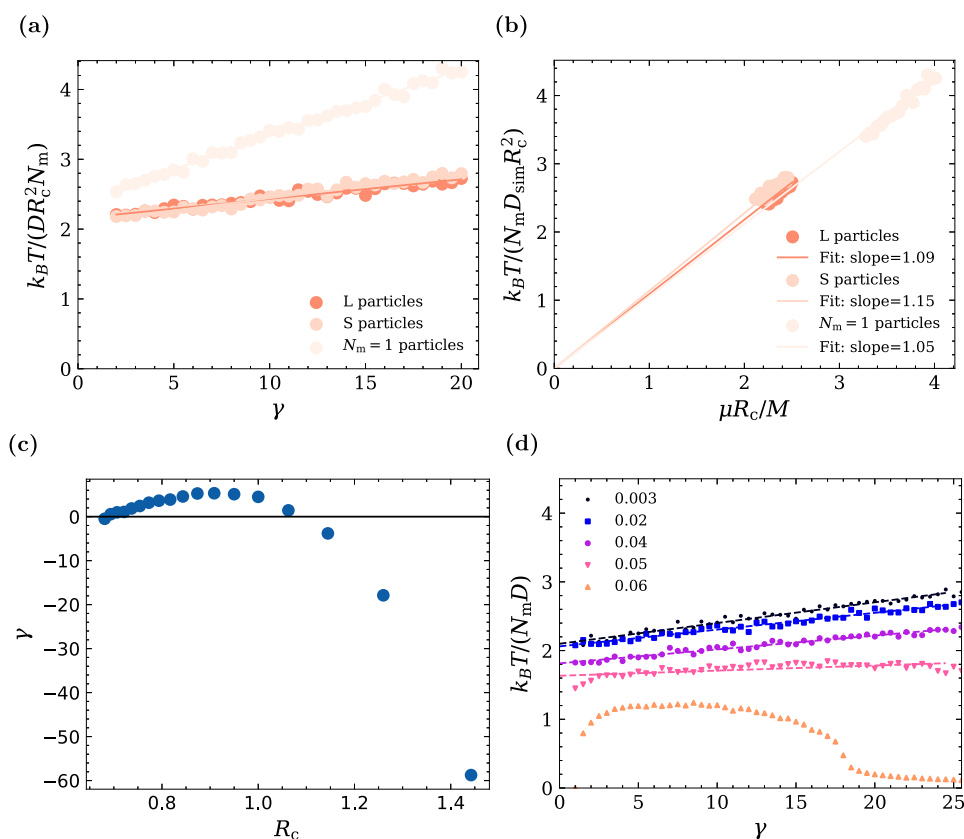 (a)
(b)
k_BT/(DR_c^2N_m)
4
3
2
1
0
0
5
10
15
20
γ
L particles
S particles
N_m = 1 particles
k_BT/(N_mD_simR_c^2)
4
3
2
1
0
0
1
2
3
4
μR_c/M
L particles
Fit: slope=1.09
S particles
Fit: slope=1.15
N_m = 1 particles
Fit: slope=1.05
(c)
(d)
γ
0
−10
−20
−30
−40
−50
−60
0.8
1.0
1.2
1.4
R_c
k_BT/(N_mD)
4
3
2
1
0
0
5
10
15
20
25
γ
0.003
0.02
0.04
0.05
0.06